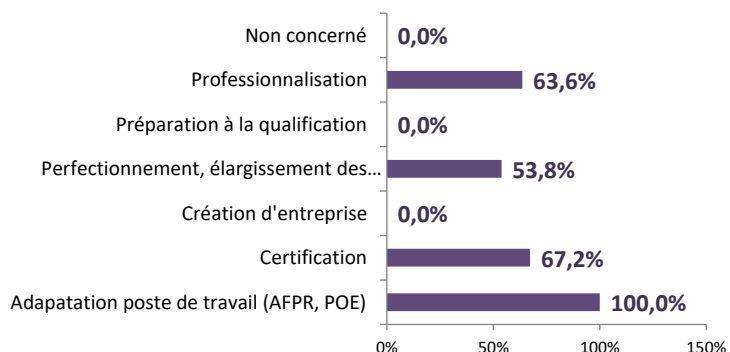 Non concerné 0,0%
Professionnalisation 63,6%
Préparation à la qualification 0,0%
Perfectionnement, élargissement des... 53,8%
Création d'entreprise 0,0%
Certification 67,2%
Adapatation poste de travail (AFPR, POE) 100,0%
0% 50% 100% 150%